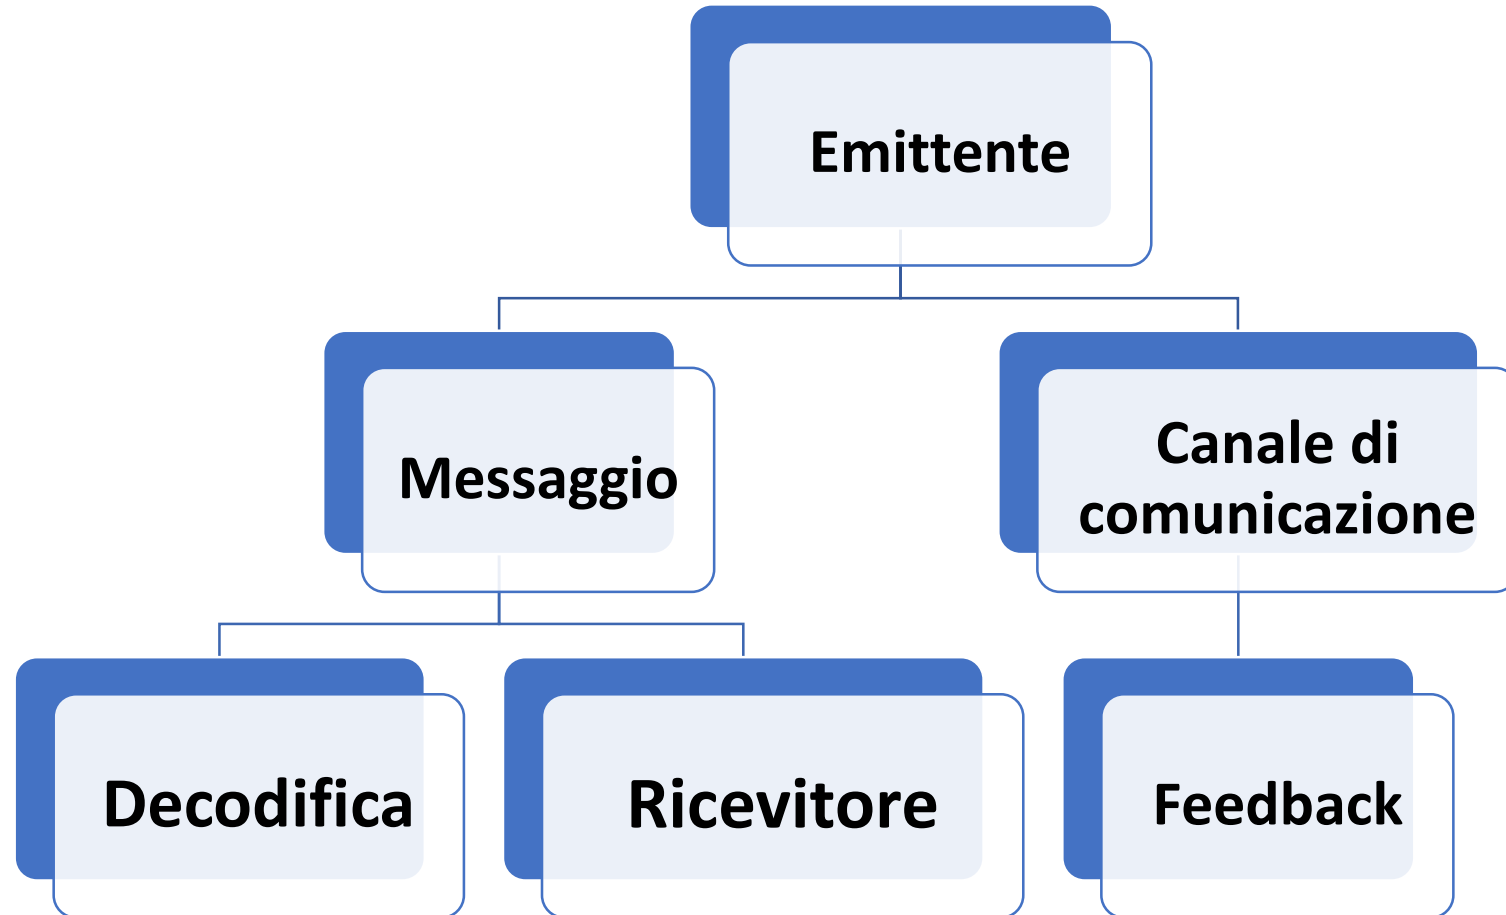 Emittente
Messaggio
Canale di
comunicazione
Decodifica
Ricevitore
Feedback